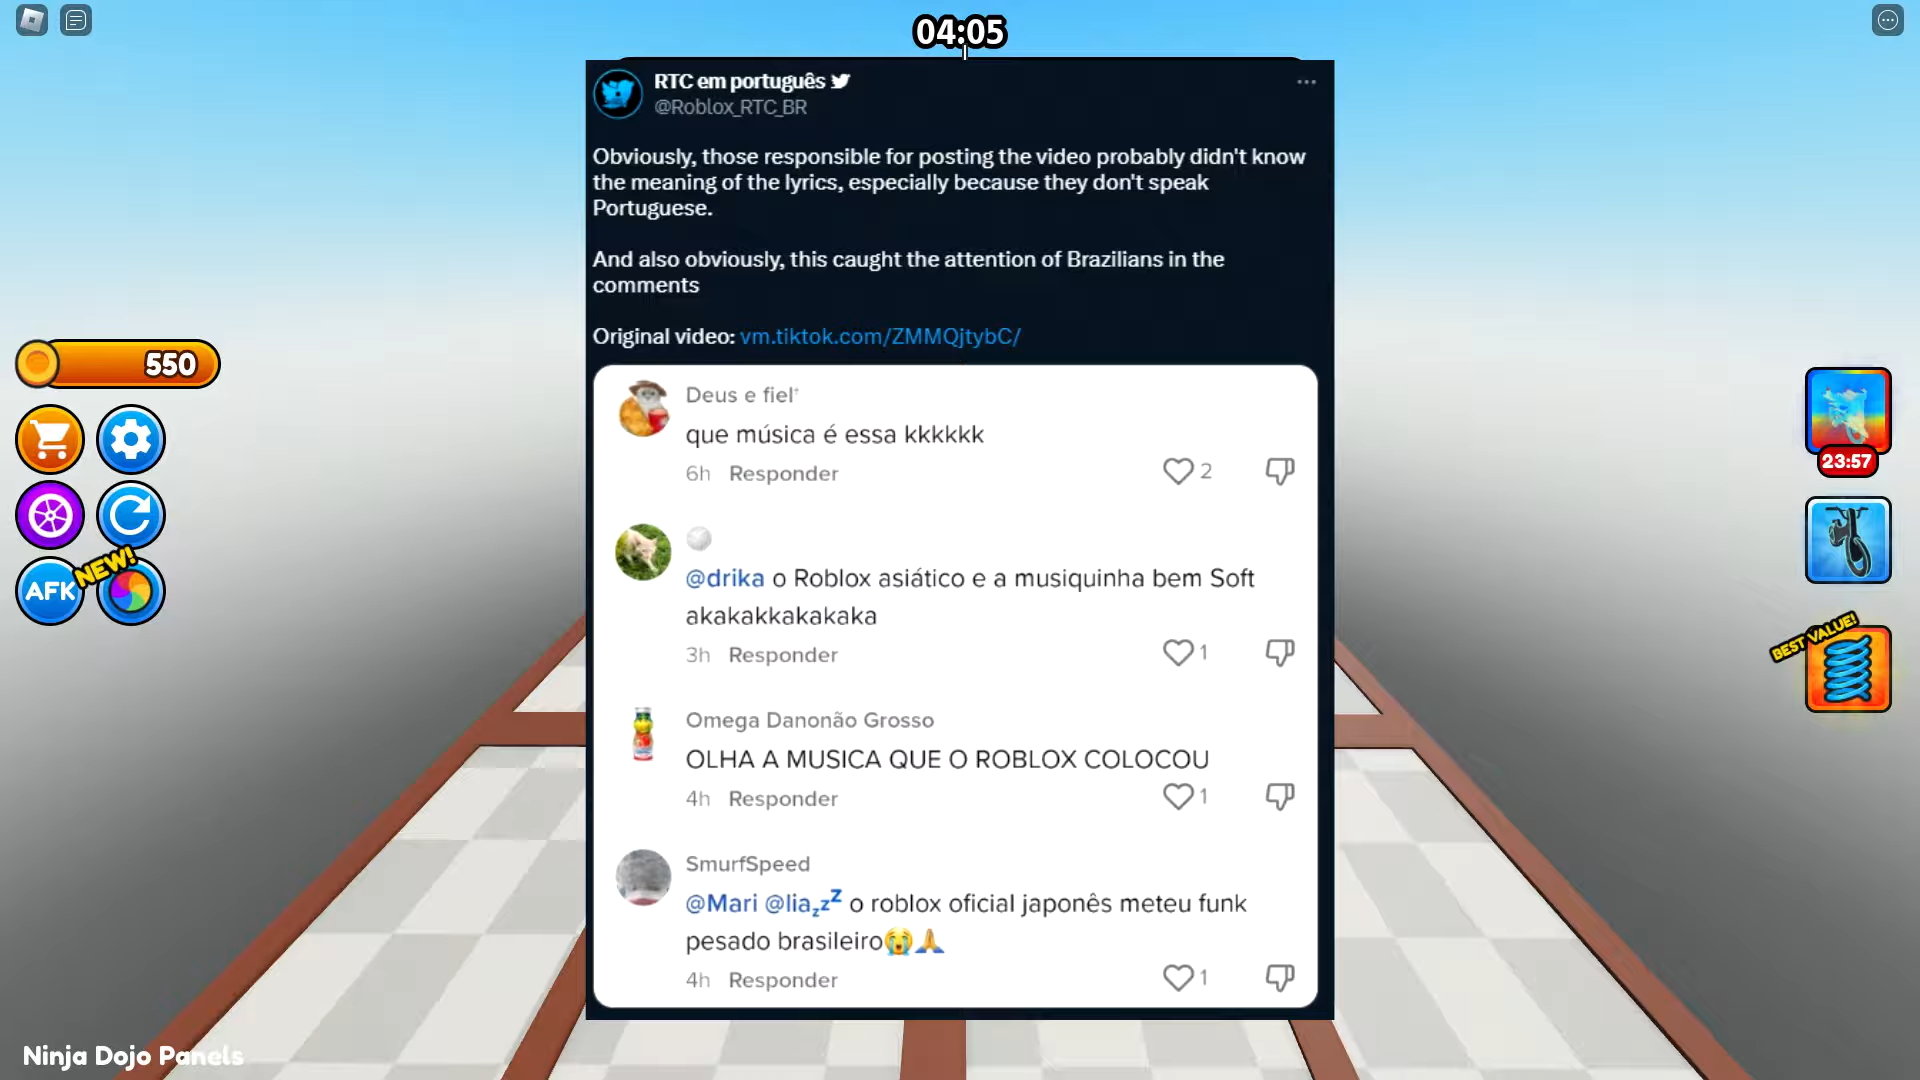 04:05
RTC em português
@Roblox_RTC_BR
Obviously, those responsible for posting the video probably didn't know
the meaning of the lyrics, especially because they don't speak
Portuguese.
And also obviously, this caught the attention of Brazilians in the
comments
Original video: vm.tiktok.com/ZMMQjtybC/
Deus e fiel
que música é essa kkkkkk
6h Responder
2
@drika o Roblox asiático e a musiquinha bem Soft
akakakkakakaka
3h Responder
1
Omega Danonão Grosso
OLHA A MUSICA QUE O ROBLOX COLOCOU
4h Responder
1
SmurfSpeed
@Mari @lia💤 o roblox oficial japonês meteu funk
pesado brasileiro😭🙏
4h Responder
1
550
NEW!
AFK
23:57
BEST VALUE!
Ninja Dojo Panels